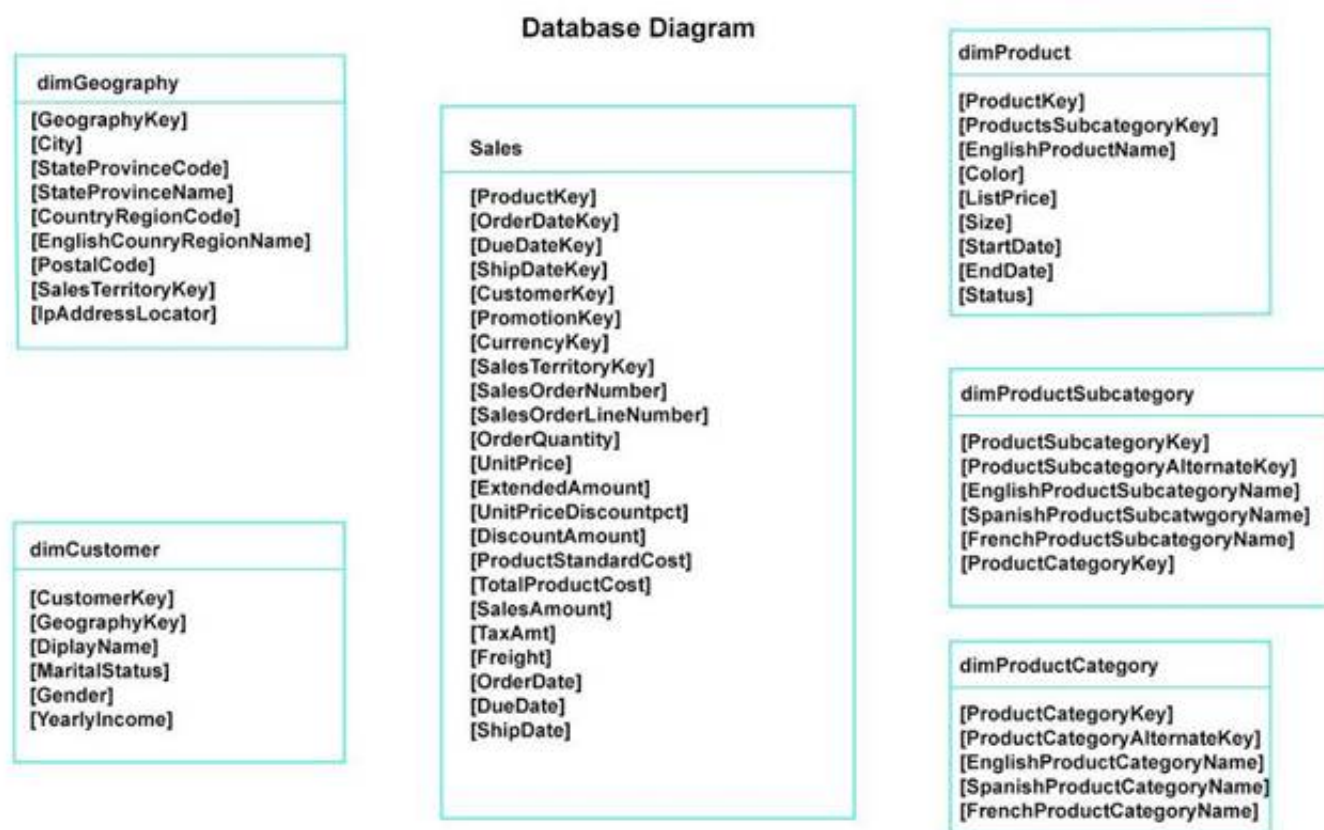 Database Diagram
dimGeography
[GeographyKey]
[City]
[StateProvinceCode]
[StateProvinceName]
[CountryRegionCode]
[EnglishCounryRegionName]
[PostalCode]
[SalesTerritoryKey]
[IpAddressLocator]
dimCustomer
[CustomerKey]
[GeographyKey]
[DiplayName]
[MaritalStatus]
[Gender]
[YearlyIncome]
Sales
[ProductKey]
[OrderDateKey]
[DueDateKey]
[ShipDateKey]
[CustomerKey]
[PromotionKey]
[CurrencyKey]
[SalesTerritoryKey]
[SalesOrderNumber]
[SalesOrderLineNumber]
[OrderQuantity]
[UnitPrice]
[ExtendedAmount]
[UnitPriceDiscountpct]
[DiscountAmount]
[ProductStandardCost]
[TotalProductCost]
[SalesAmount]
[TaxAmt]
[Freight]
[OrderDate]
[DueDate]
[ShipDate]
dimProduct
[ProductKey]
[ProductsSubcategoryKey]
[EnglishProductName]
[Color]
[ListPrice]
[Size]
[StartDate]
[EndDate]
[Status]
dimProductSubcategory
[ProductSubcategoryKey]
[ProductSubcategoryAlternateKey]
[EnglishProductSubcategoryName]
[SpanishProductSubcatwgoryName]
[FrenchProductSubcategoryName]
[ProductCategoryKey]
dimProductCategory
[ProductCategoryKey]
[ProductCategoryAlternateKey]
[EnglishProductCategoryName]
[SpanishProductCategoryName]
[FrenchProductCategoryName]